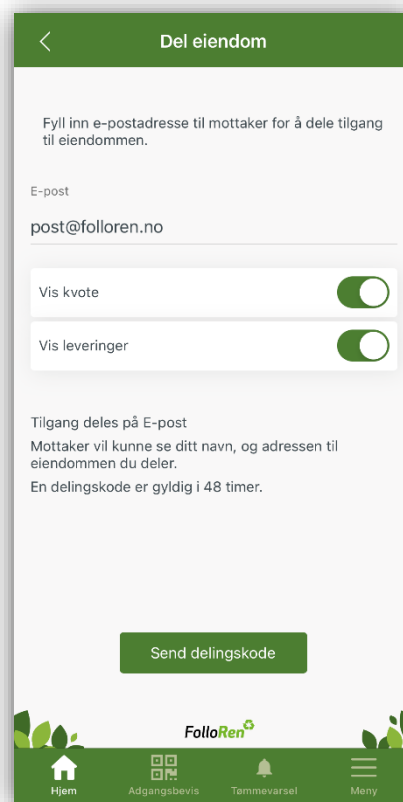 Del eiendom
Fyll inn e-postadresse til mottaker for å dele tilgang
til eiendommen.
E-post
post@folloren.no
Vis kvote
Vis leveringer
Tilgang deles på E-post
Mottaker vil kunne se ditt navn, og adressen til
eiendommen du deler.
En delingskode er gyldig i 48 timer.
Send delingskode
FolloRen
Hjem Adgangsbevis Tømmevarsel Meny